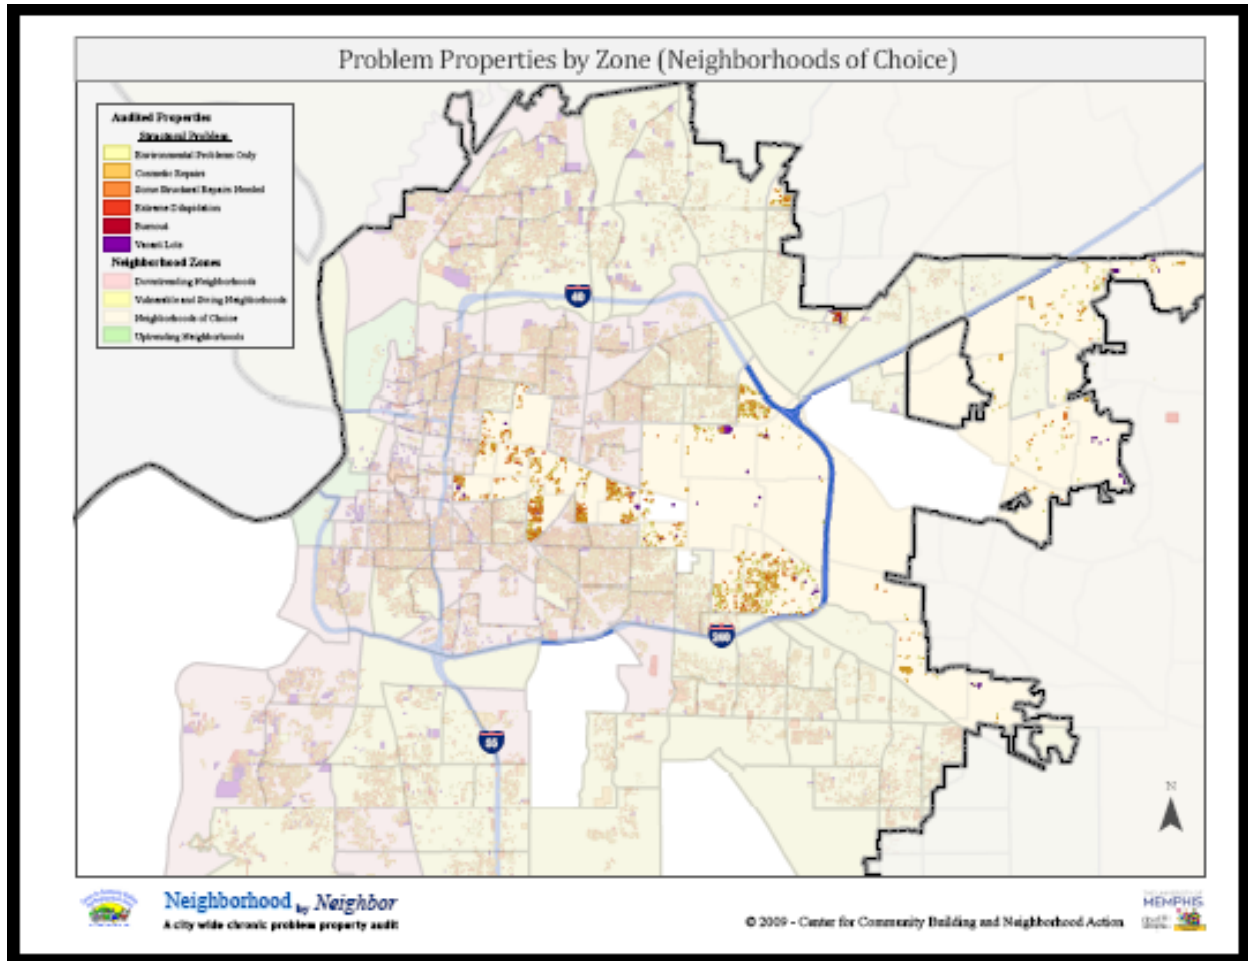 Problem Properties by Zone (Neighborhoods of Choice)
Audited Properties
Structural Problem
Environmental Problems Only
Cosmetic Repairs
Some Structural Repairs Needed
Extreme Dilapidation
Burnout
Vacant Lots
Neighborhood Zones
Downtrending Neighborhoods
Vulnerable and Swing Neighborhoods
Neighborhoods of Choice
Uptrending Neighborhoods
40
240
55
N
Neighborhood by Neighbor
A city wide chronic problem property audit
© 2009 - Center for Community Building and Neighborhood Action
MEMPHIS